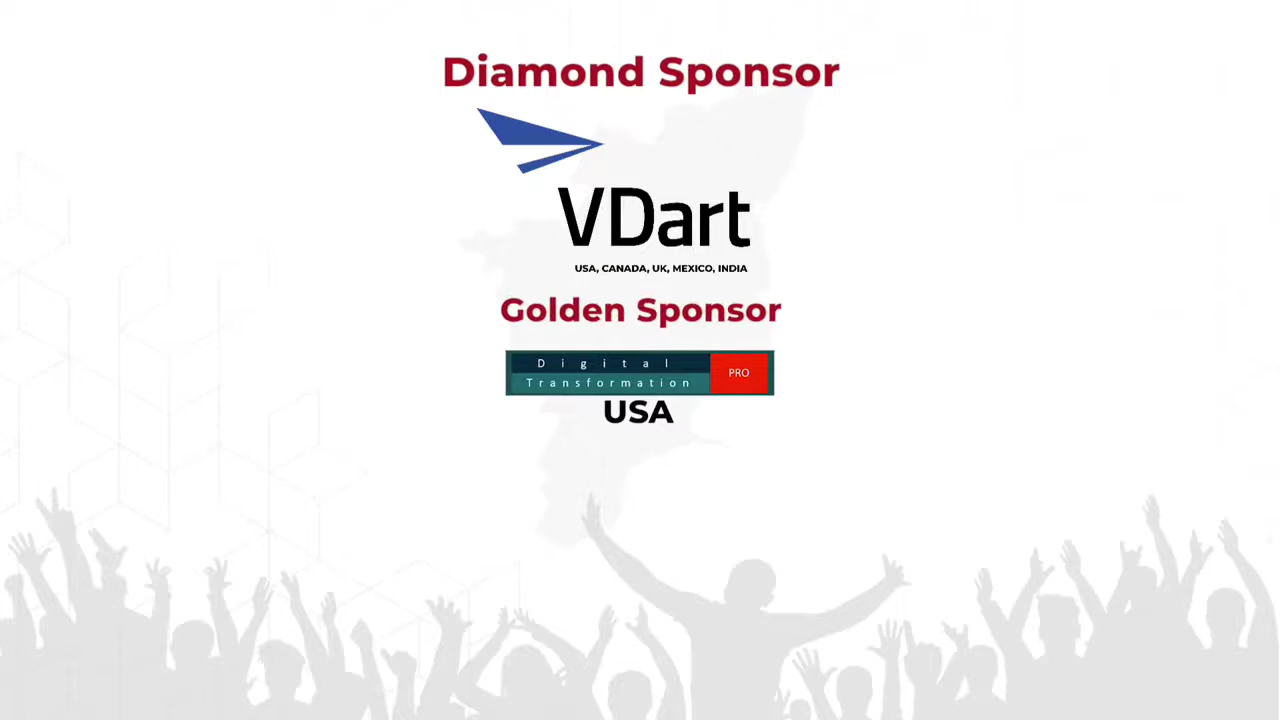 Diamond Sponsor
VDart
USA, CANADA, UK, MEXICO, INDIA
Golden Sponsor
Digital
Transformation
PRO
USA